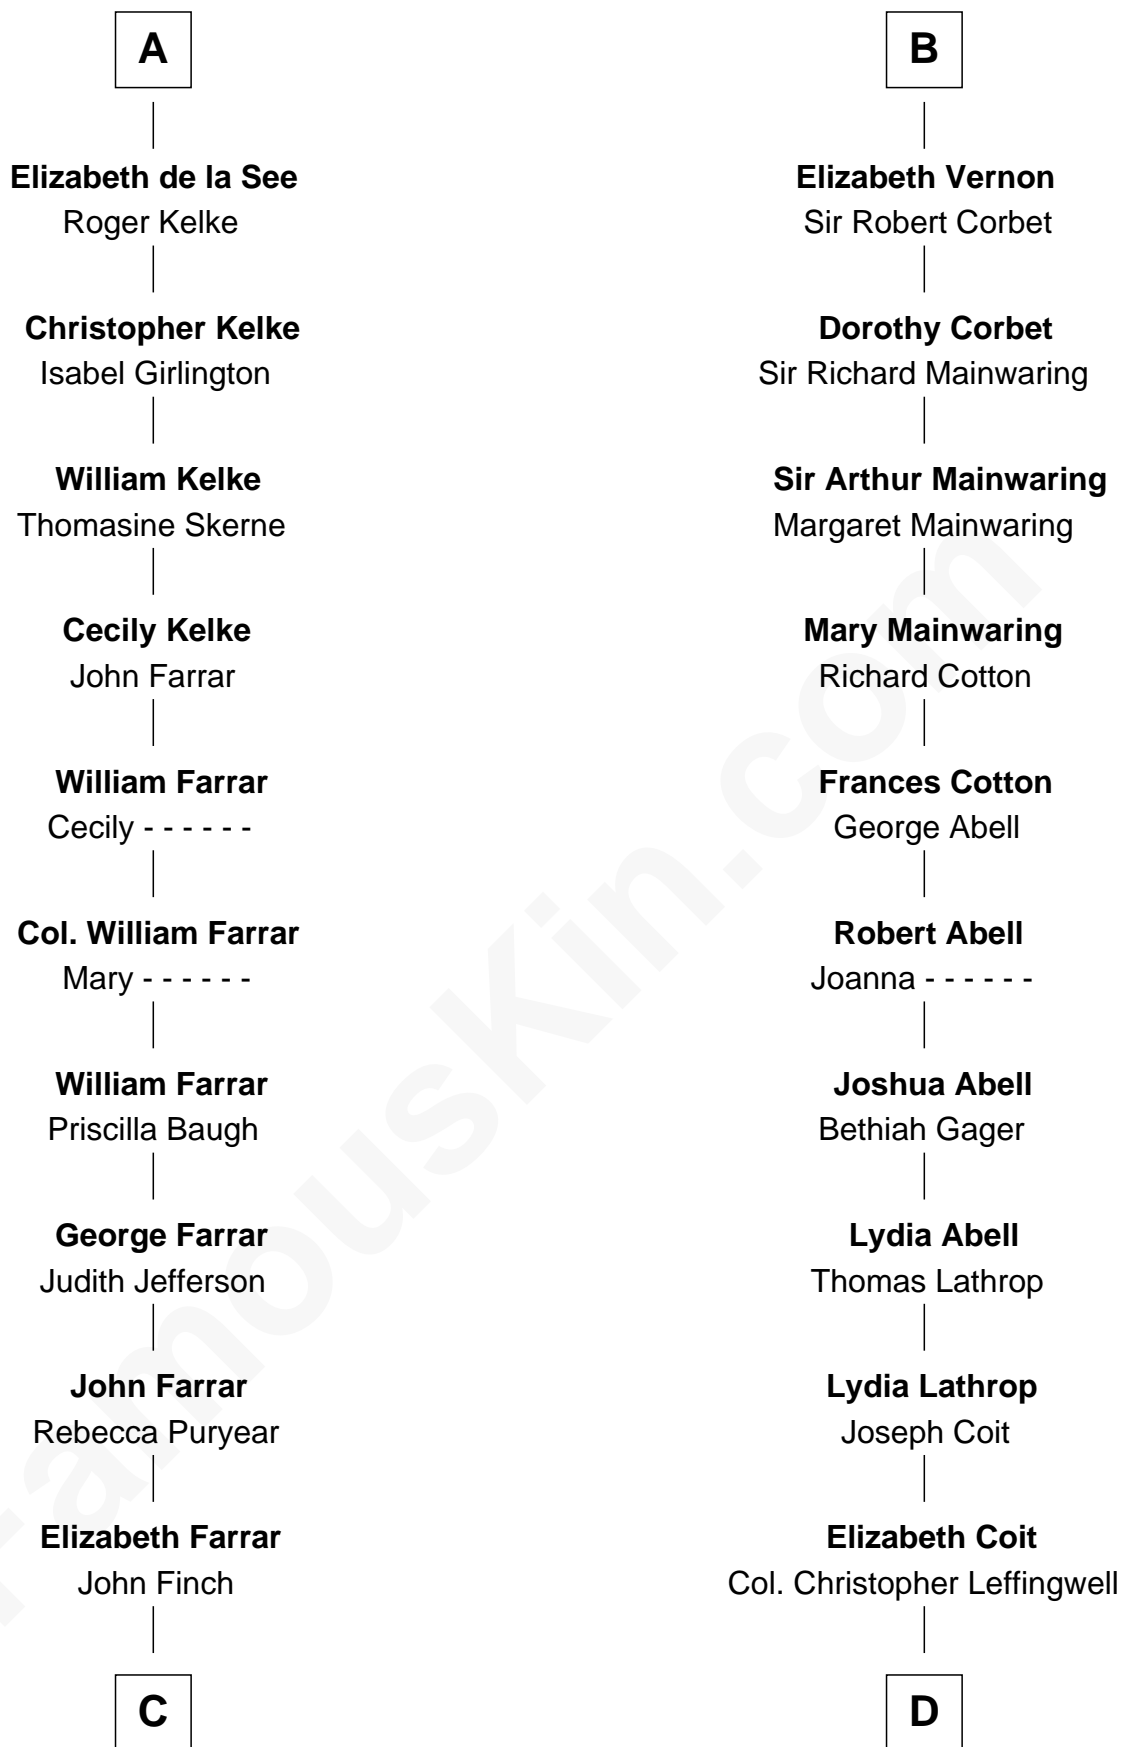 A
Elizabeth de la See
Roger Kelke
Christopher Kelke
Isabel Girlington
William Kelke
Thomasine Skerne
Cecily Kelke
John Farrar
William Farrar
Cecily - - - - - -
Col. William Farrar
Mary - - - - - -
William Farrar
Priscilla Baugh
George Farrar
Judith Jefferson
John Farrar
Rebecca Puryear
Elizabeth Farrar
John Finch
C
B
Elizabeth Vernon
Sir Robert Corbet
Dorothy Corbet
Sir Richard Mainwaring
Sir Arthur Mainwaring
Margaret Mainwaring
Mary Mainwaring
Richard Cotton
Frances Cotton
George Abell
Robert Abell
Joanna - - - - - -
Joshua Abell
Bethiah Gager
Lydia Abell
Thomas Lathrop
Lydia Lathrop
Joseph Coit
Elizabeth Coit
Col. Christopher Leffingwell
D
FamousKin.com